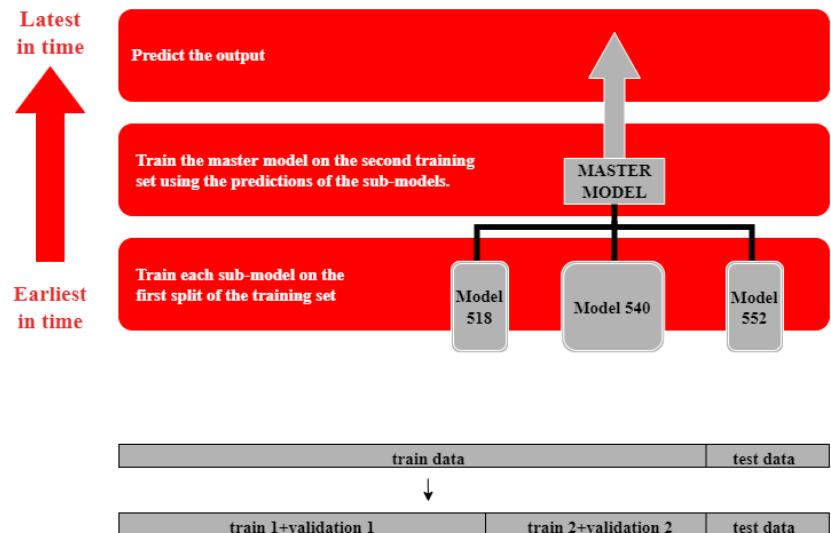 Latest
in time
Predict the output
Train the master model on the second training
set using the predictions of the sub-models.
MASTER
MODEL
Earliest
in time
Train each sub-model on the
first split of the training set
Model
518
Model 540
Model
552
train data
test data
train 1+validation 1
train 2+validation 2
test data